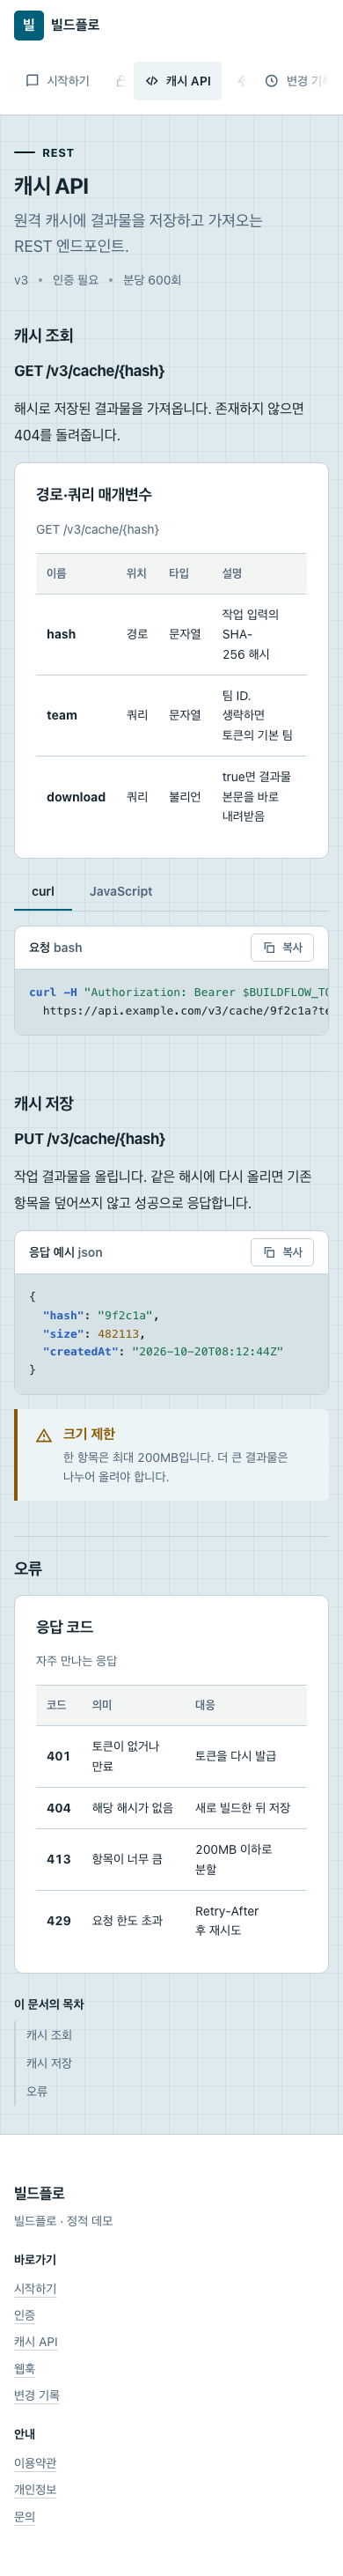 빌 빌드플로
시작하기 캐시 API 변경 기록
REST
캐시 API
원격 캐시에 결과물을 저장하고 가져오는
REST 엔드포인트.
v3 • 인증 필요 • 분당 600회
캐시 조회
GET /v3/cache/{hash}
해시로 저장된 결과물을 가져옵니다. 존재하지 않으면
404를 돌려줍니다.
경로·쿼리 매개변수
GET /v3/cache/{hash}
이름 위치 타입 설명
hash 경로 문자열 작업 입력의
SHA-
256 해시
team 쿼리 문자열 팀 ID.
생략하면
토큰의 기본 팀
download 쿼리 불리언 true면 결과물
본문을 바로
내려받음
curl JavaScript
요청 bash 복사
curl -H "Authorization: Bearer $BUILDFLOW_TO
https://api.example.com/v3/cache/9f2c1a?te
캐시 저장
PUT /v3/cache/{hash}
작업 결과물을 올립니다. 같은 해시에 다시 올리면 기존
항목을 덮어쓰지 않고 성공으로 응답합니다.
응답 예시 json 복사
{
"hash": "9f2c1a",
"size": 482113,
"createdAt": "2026-10-20T08:12:44Z"
}
크기 제한
한 항목은 최대 200MB입니다. 더 큰 결과물은
나누어 올려야 합니다.
오류
응답 코드
자주 만나는 응답
코드 의미 대응
401 토큰이 없거나
만료 토큰을 다시 발급
404 해당 해시가 없음 새로 빌드한 뒤 저장
413 항목이 너무 큼 200MB 이하로
분할
429 요청 한도 초과 Retry-After
후 재시도
이 문서의 목차
캐시 조회
캐시 저장
오류
빌드플로
빌드플로 · 정적 데모
바로가기
시작하기
인증
캐시 API
웹훅
변경 기록
안내
이용약관
개인정보
문의